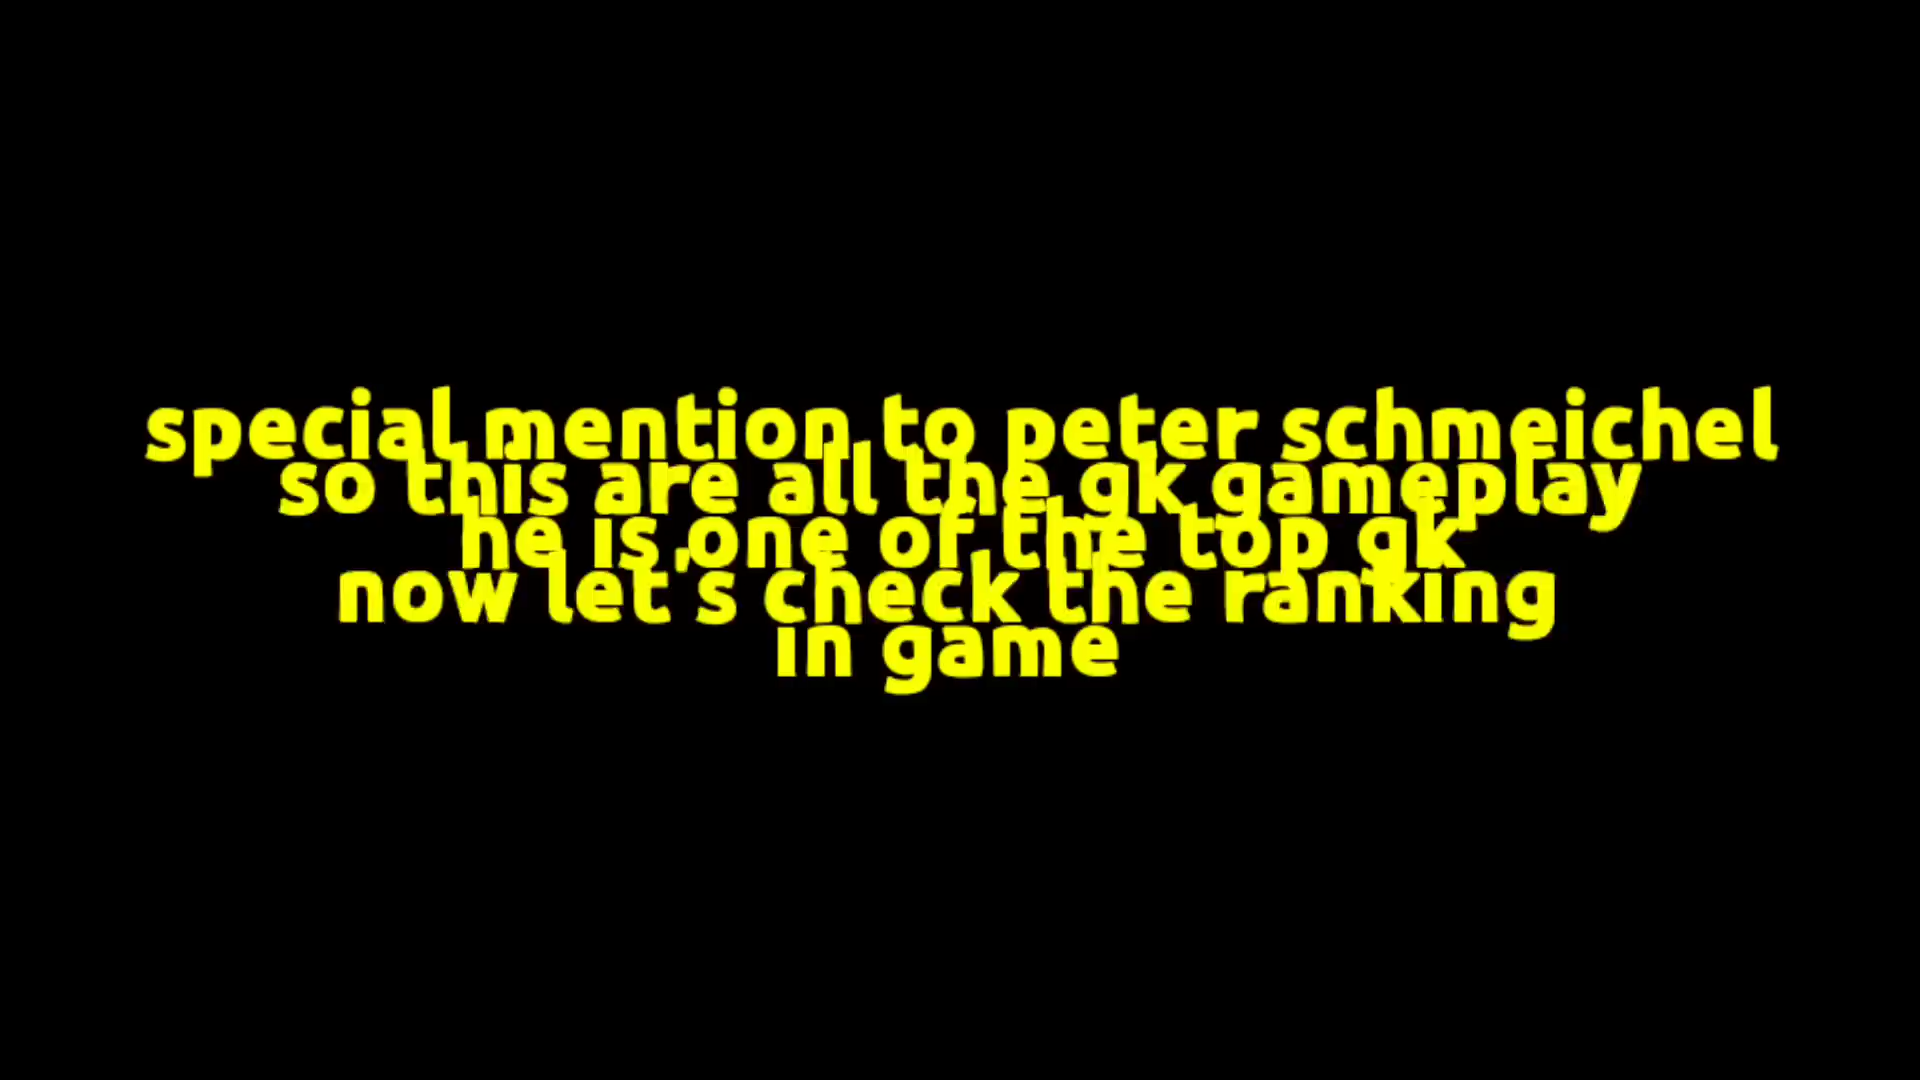 special mention to peter schmeichel
so this are all the gk gameplay
he is one of the top gk
now let's check the ranking
in game